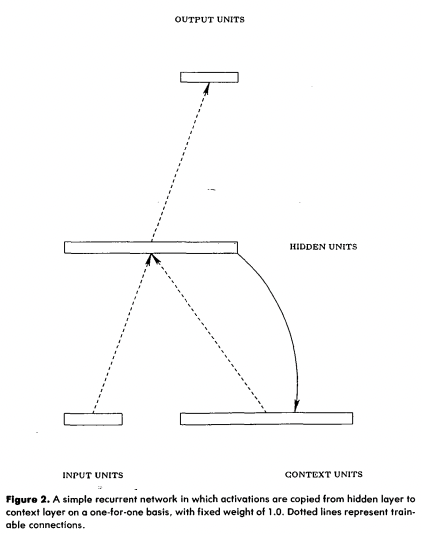 OUTPUT UNITS
HIDDEN UNITS
INPUT UNITS
CONTEXT UNITS
Figure 2. A simple recurrent network in which activations are copied from hidden layer to
context layer on a one-for-one basis, with fixed weight of 1.0. Dotted lines represent train-
able connections.